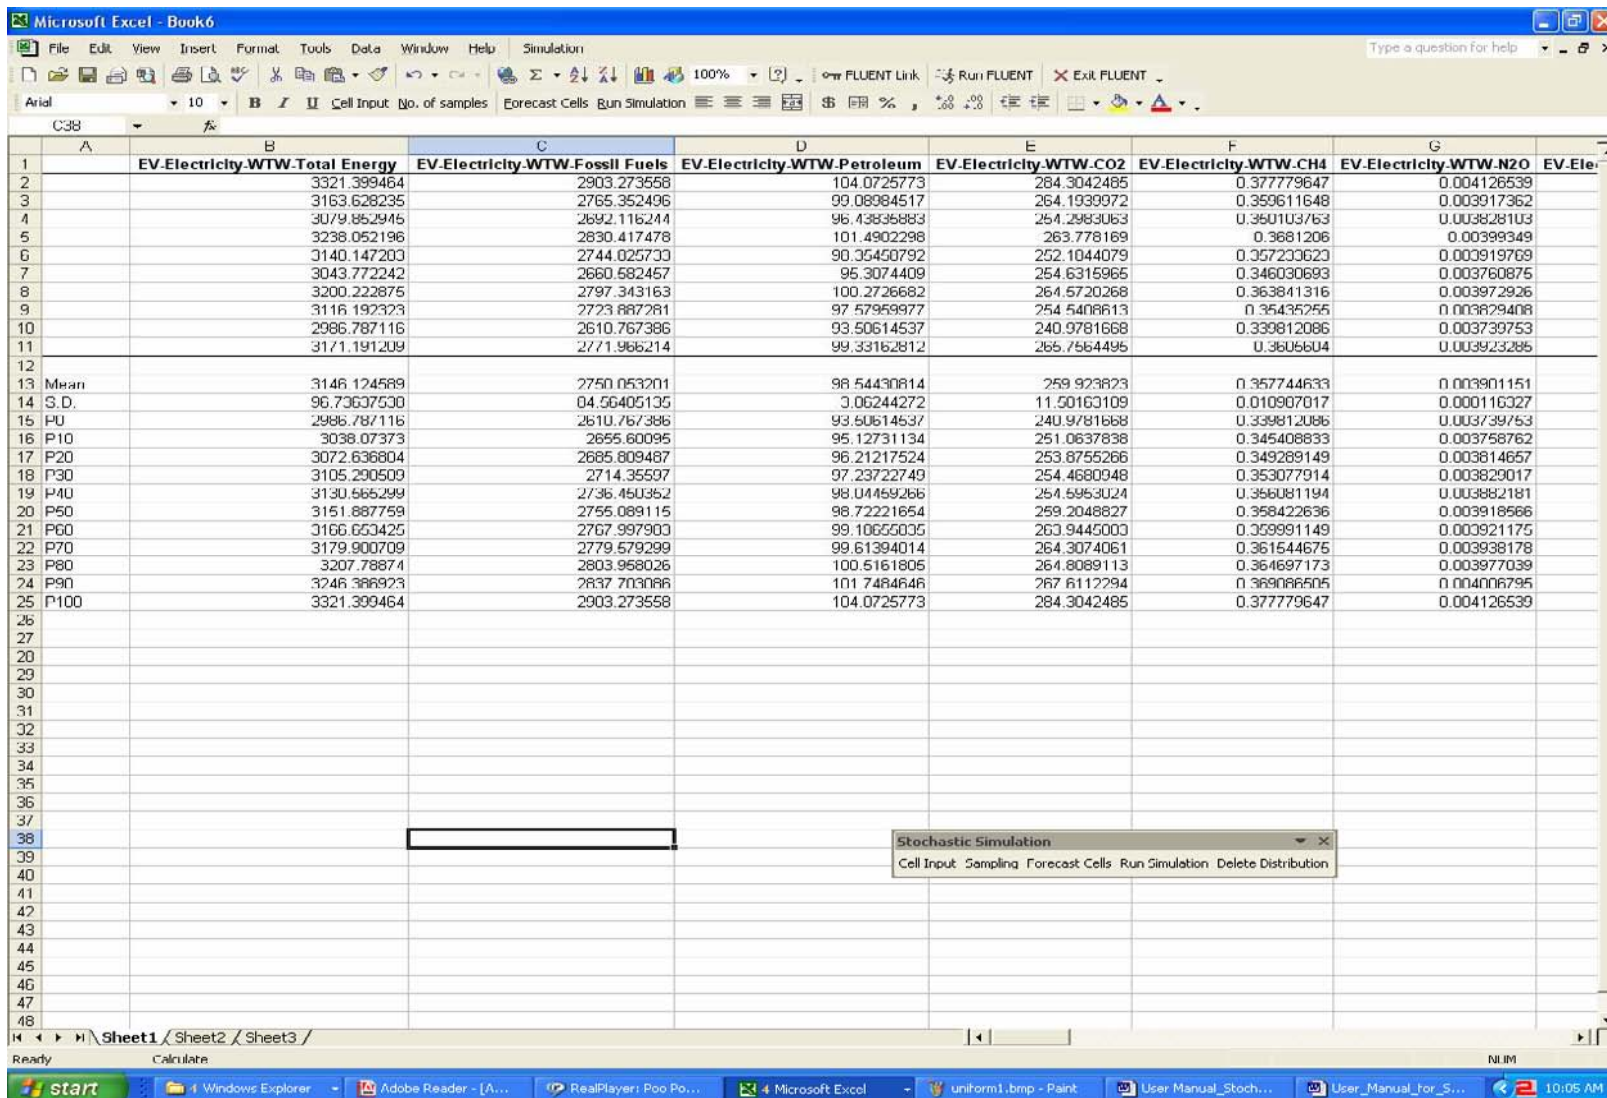 Microsoft Excel - Book6
File Edit View Insert Format Tools Data Window Help Simulation Type a question for help
100% FLUENT Link Run FLUENT Exit FLUENT
Arial 10 B I U Cell Input No. of samples Forecast Cells Run Simulation $ % ,
C38 fx
A B C D E F G
1 EV-Electricity-WTW-Total Energy EV-Electricity-WTW-Fossil Fuels EV-Electricity-WTW-Petroleum EV-Electricity-WTW-CO2 EV-Electricity-WTW-CH4 EV-Electricity-WTW-N2O EV-Ele
2 3321.399464 2903.273558 104.0725773 284.3042485 0.377779647 0.004126539
3 3163.628235 2765.352496 99.08984517 264.1939972 0.359611648 0.003917362
4 3079.852945 2692.116244 96.43835883 254.2983063 0.350103763 0.003828103
5 3238.052196 2830.417478 101.4902298 263.778169 0.3681206 0.00399349
6 3140.147203 2744.025733 98.35450792 252.1044079 0.357233623 0.003919769
7 3043.772242 2660.582457 95.3074409 254.6315965 0.346030693 0.003760875
8 3200.222875 2797.343163 100.2726682 264.5720268 0.363841316 0.003972926
9 3116.192323 2723.887281 97.57959977 254.5408613 0.35435255 0.003829408
10 2986.787116 2610.767386 93.50614537 240.9781668 0.339812086 0.003739753
11 3171.191209 2771.966214 99.33162812 265.7564495 0.3605604 0.003923285
12
13 Mean 3146.124589 2750.053201 98.54430814 259.923823 0.357744633 0.003901151
14 S.D. 96.73637538 84.56405135 3.06244272 11.50163109 0.010907817 0.000116327
15 P0 2986.787116 2610.767386 93.50614537 240.9781668 0.339812086 0.003739753
16 P10 3038.07373 2655.60095 95.12731134 251.0637838 0.345408833 0.003758762
17 P20 3072.636804 2685.809487 96.21217524 253.8755266 0.349289149 0.003814657
18 P30 3105.290509 2714.35597 97.23722749 254.4680948 0.353077914 0.003829017
19 P40 3130.565299 2736.450352 98.04459266 254.5953024 0.356081194 0.003882181
20 P50 3151.887759 2755.089115 98.72221654 259.2048827 0.358422636 0.003918566
21 P60 3166.653425 2767.997903 99.10655035 263.9445003 0.359991149 0.003921175
22 P70 3179.900709 2779.579299 99.61394014 264.3074061 0.361544675 0.003938178
23 P80 3207.78874 2803.958026 100.5161805 264.8089113 0.364697173 0.003977039
24 P90 3246.386923 2837.703086 101.7484646 267.6112294 0.369086505 0.004006795
25 P100 3321.399464 2903.273558 104.0725773 284.3042485 0.377779647 0.004126539
26
27
28
29
30
31
32
33
34
35
36
37
38
Stochastic Simulation
39
Cell Input Sampling Forecast Cells Run Simulation Delete Distribution
40
41
42
43
44
45
46
47
48
Sheet1 / Sheet2 / Sheet3 /
Ready Calculate NUM
start 4 Windows Explorer Adobe Reader - [A... RealPlayer: Poo Po... 4 Microsoft Excel uniform1.bmp - Paint User Manual_Stoch... User_Manual_for_S... 10:05 AM